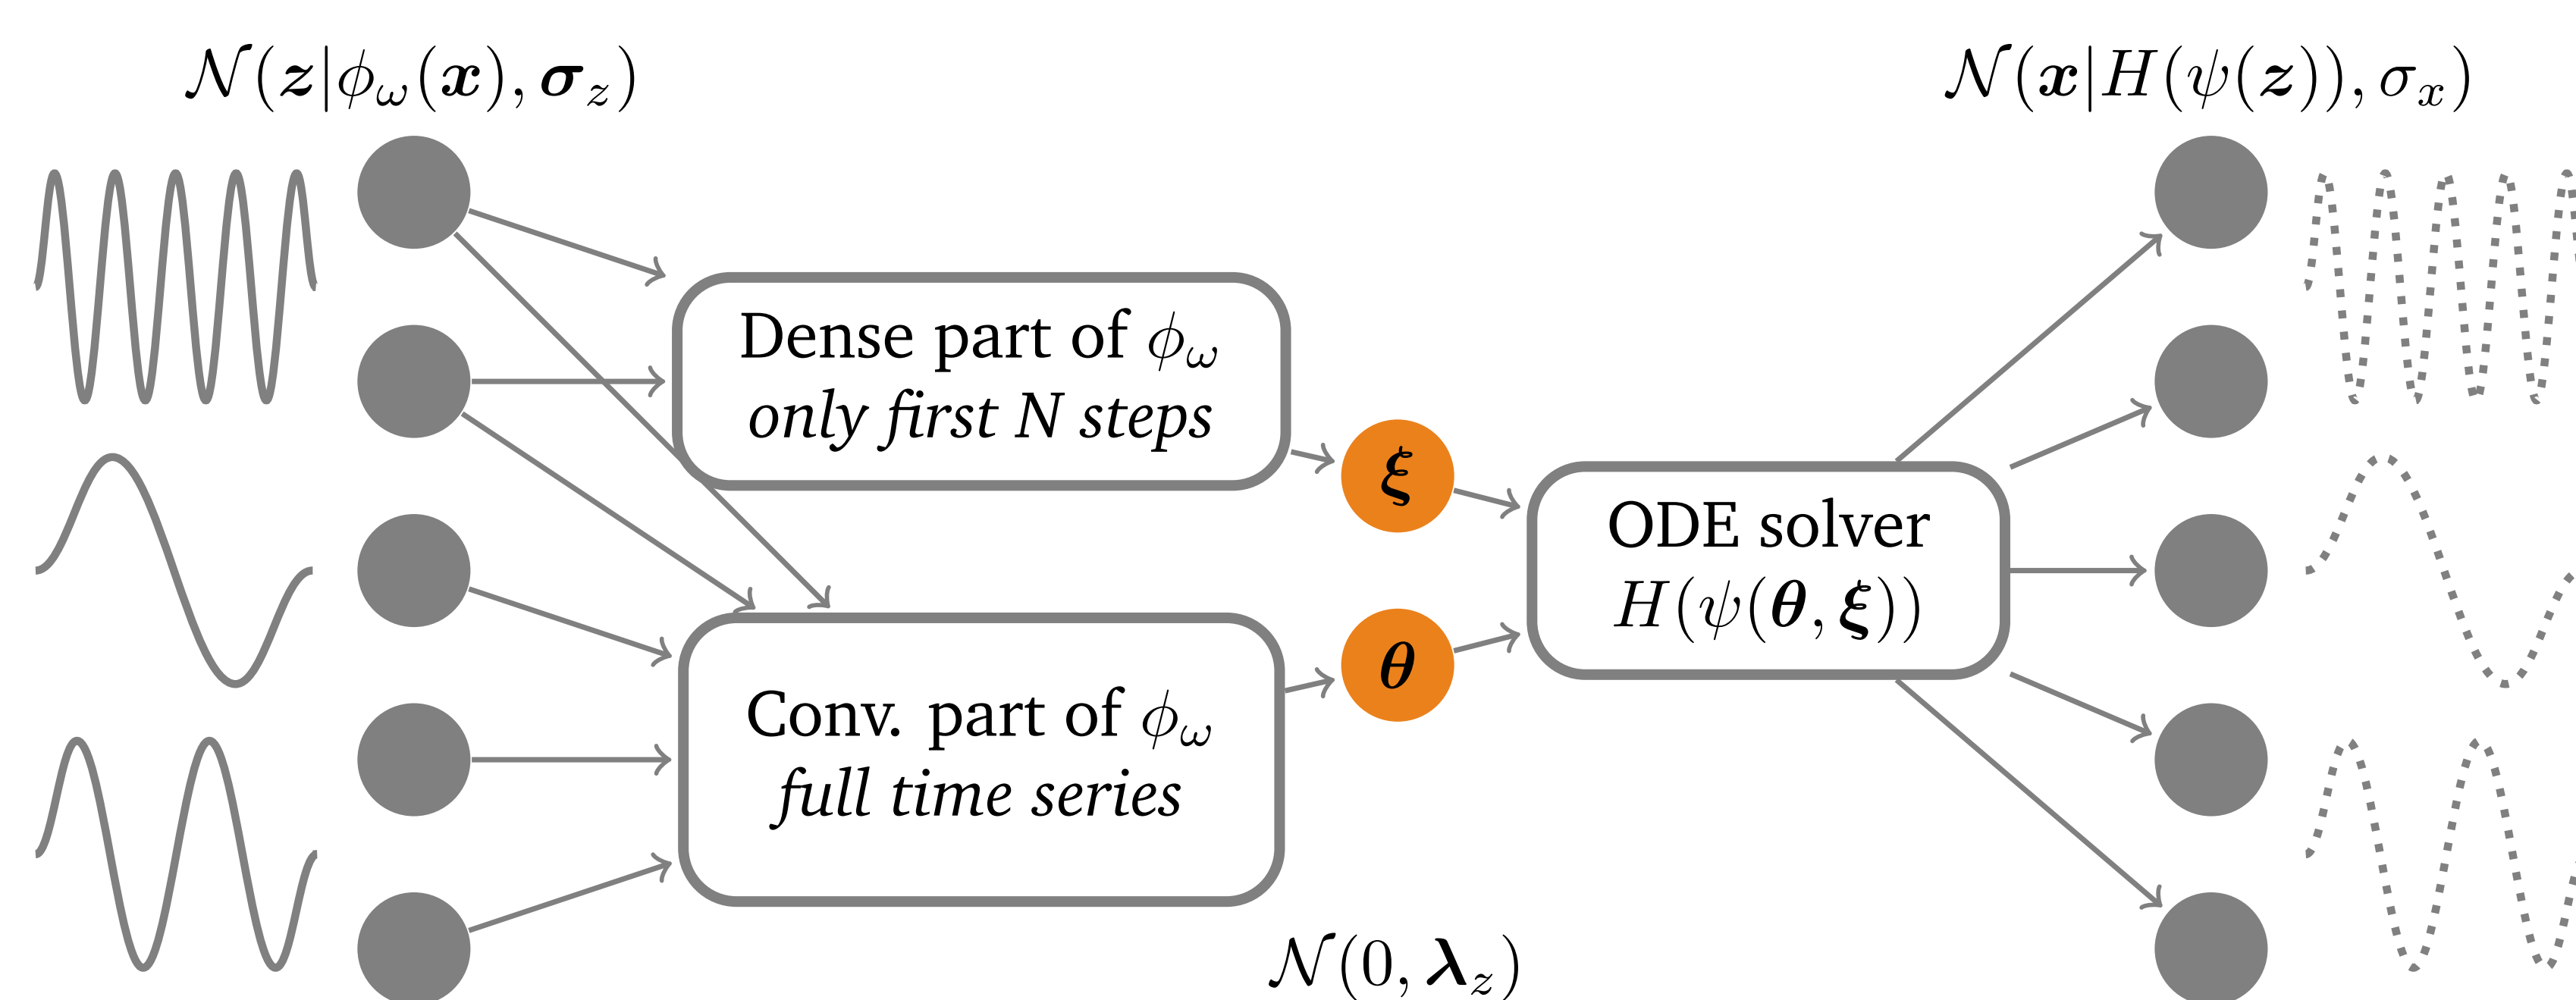 𝒩(𝒛|ϕ_ω(𝒙), 𝝈_z)
𝒩(𝒙|H(ψ(𝒛)), σ_x)
Dense part of ϕ_ω
only first N steps
𝝃
ODE solver
H(ψ(𝜽, 𝝃))
𝜽
Conv. part of ϕ_ω
full time series
𝒩(0, 𝝀_z)